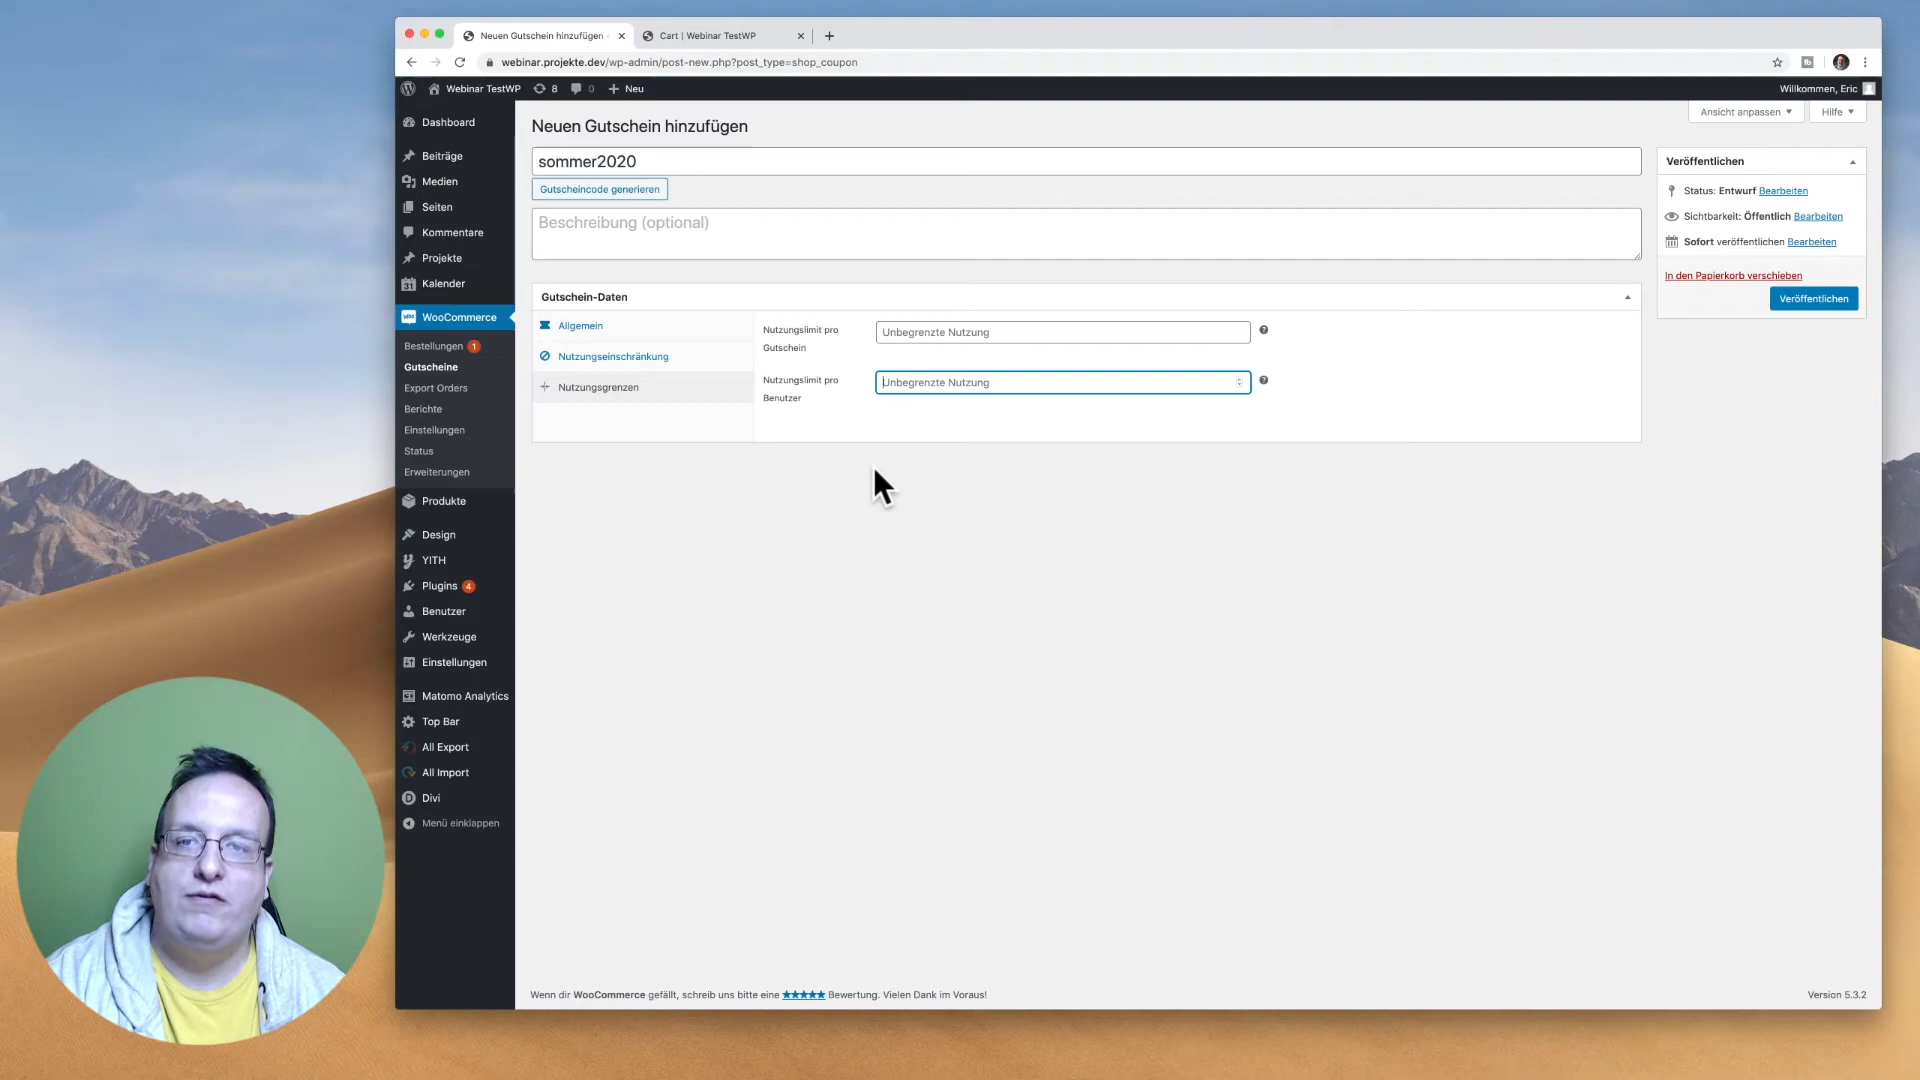 Neuen Gutschein hinzufügen
Cart | Webinar TestWP
webinar.projekte.dev/wp-admin/post-new.php?post_type=shop_coupon
Webinar TestWP
8
0
Neu
Willkommen, Eric
Ansicht anpassen
Hilfe
Dashboard
Beiträge
Medien
Seiten
Kommentare
Projekte
Kalender
WooCommerce
Bestellungen 1
Gutscheine
Export Orders
Berichte
Einstellungen
Status
Erweiterungen
Produkte
Design
YITH
Plugins 4
Benutzer
Werkzeuge
Einstellungen
Matomo Analytics
Top Bar
All Export
All Import
Divi
Menü einklappen
Neuen Gutschein hinzufügen
sommer2020
Gutscheincode generieren
Beschreibung (optional)
Gutschein-Daten
Allgemein
Nutzungseinschränkung
Nutzungsgrenzen
Nutzungslimit pro
Gutschein
Unbegrenzte Nutzung
Nutzungslimit pro
Benutzer
Unbegrenzte Nutzung
Veröffentlichen
Status: Entwurf Bearbeiten
Sichtbarkeit: Öffentlich Bearbeiten
Sofort veröffentlichen Bearbeiten
In den Papierkorb verschieben
Veröffentlichen
Wenn dir WooCommerce gefällt, schreib uns bitte eine ★★★★★ Bewertung. Vielen Dank im Voraus!
Version 5.3.2